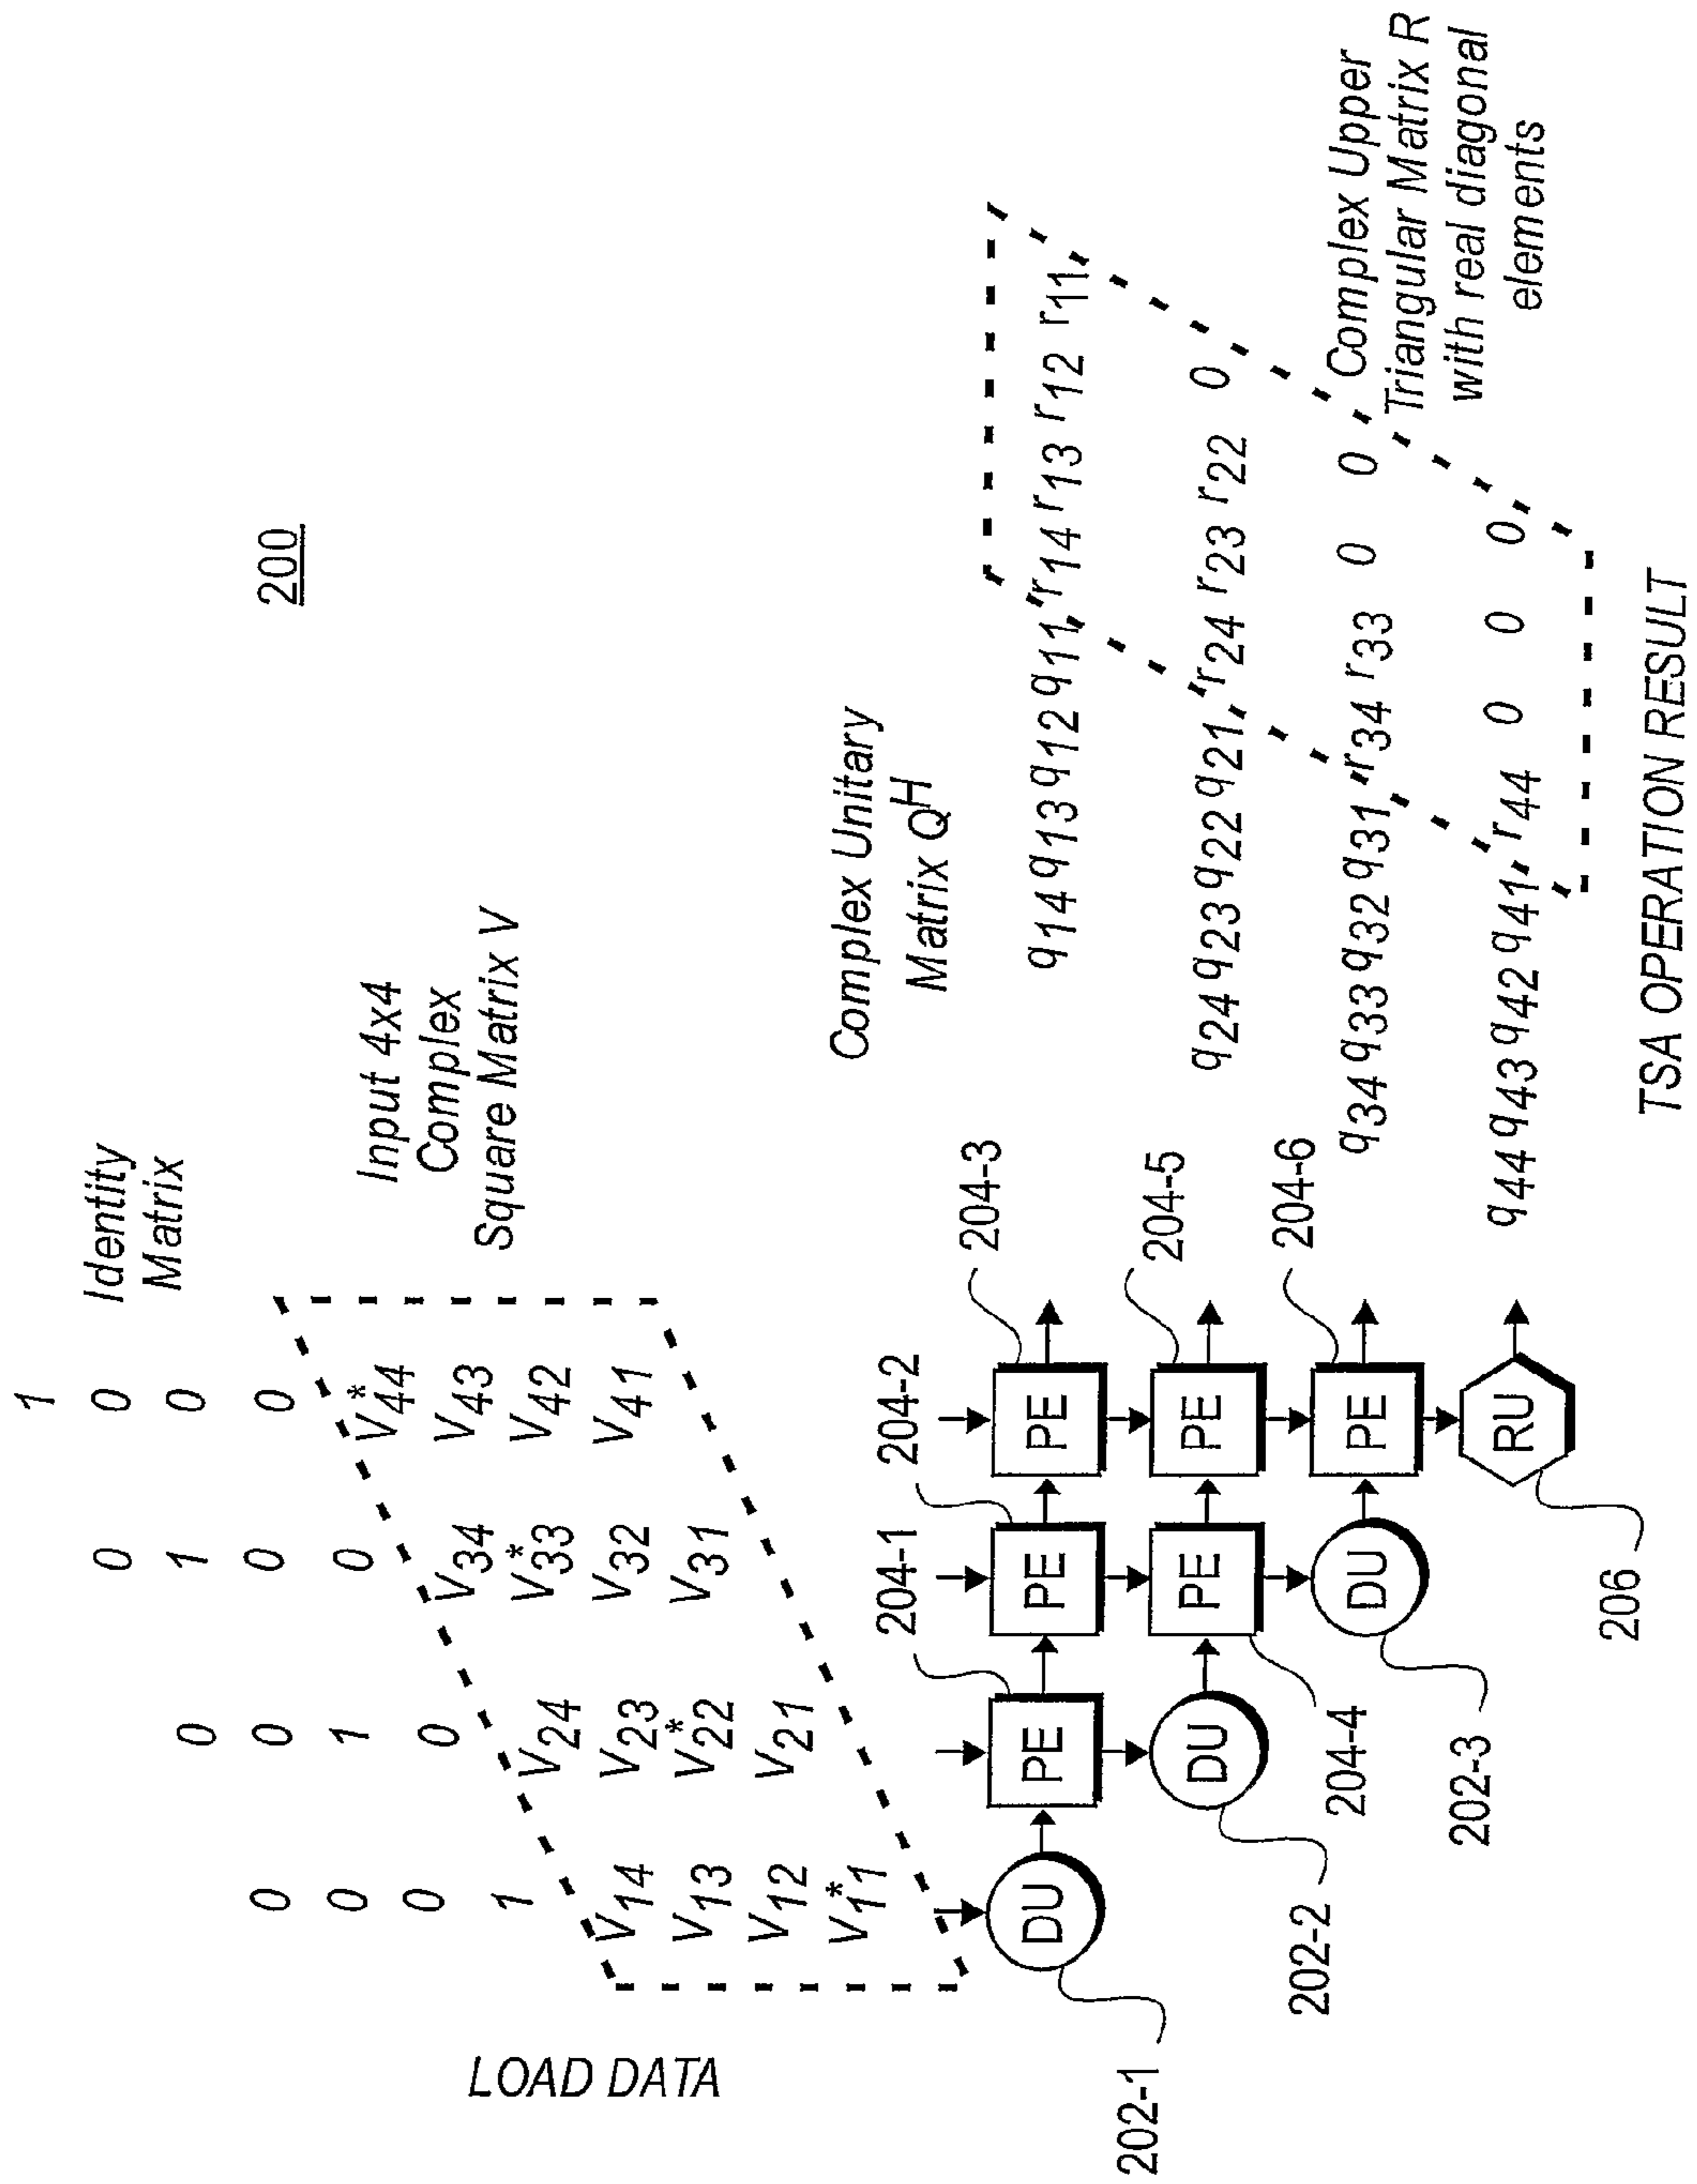 200
1
0 0 Identity
0 1 0 Matrix
0 0 0 0
0 1 0 V*44 Input 4x4
0 0 V34 V43 Complex
1 V24 V*33 V42 Square Matrix V
LOAD DATA
V14 V23 V32 V41
V13 V*22 V31
V12 V21
V*11
204-1 204-2 204-3
DU PE PE PE
202-1
204-5
DU PE PE
202-2 204-4
204-6
DU PE
202-3
RU
206
Complex Unitary
Matrix QH
q14 q13 q12 q11 r14 r13 r12 r11
q24 q23 q22 q21 r24 r23 r22 0
q34 q33 q32 q31 r34 r33 0 0
q44 q43 q42 q41 r44 0 0 0
Complex Upper
Triangular Matrix R
with real diagonal
elements
TSA OPERATION RESULT